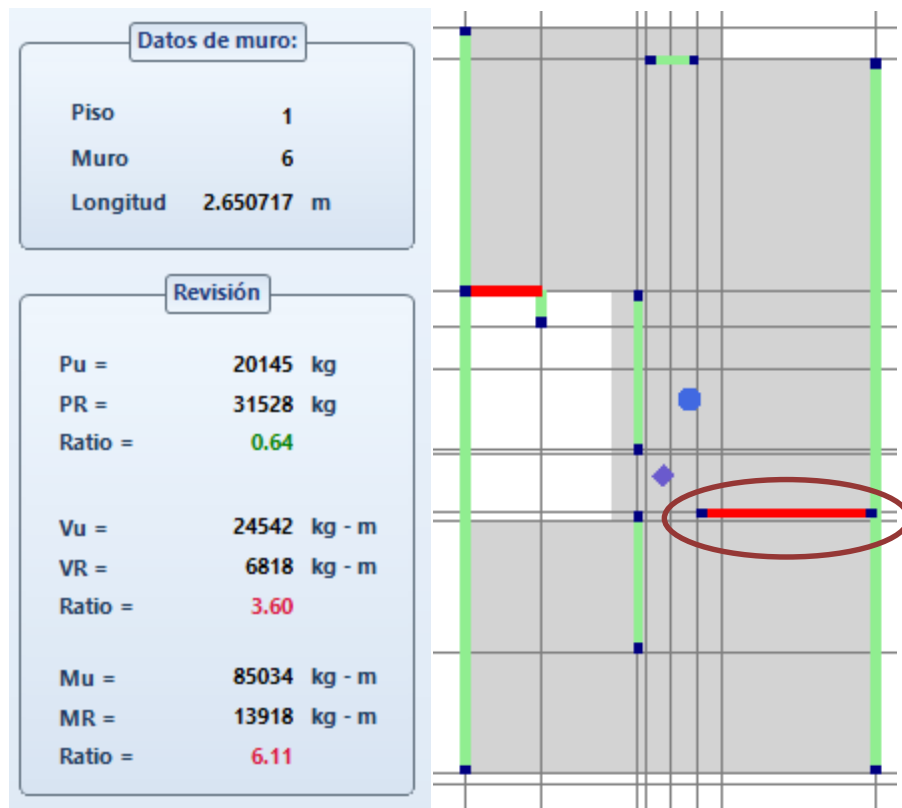 Datos de muro:
Piso 1
Muro 6
Longitud 2.650717 m
Revisión
Pu = 20145 kg
PR = 31528 kg
Ratio = 0.64
Vu = 24542 kg - m
VR = 6818 kg - m
Ratio = 3.60
Mu = 85034 kg - m
MR = 13918 kg - m
Ratio = 6.11